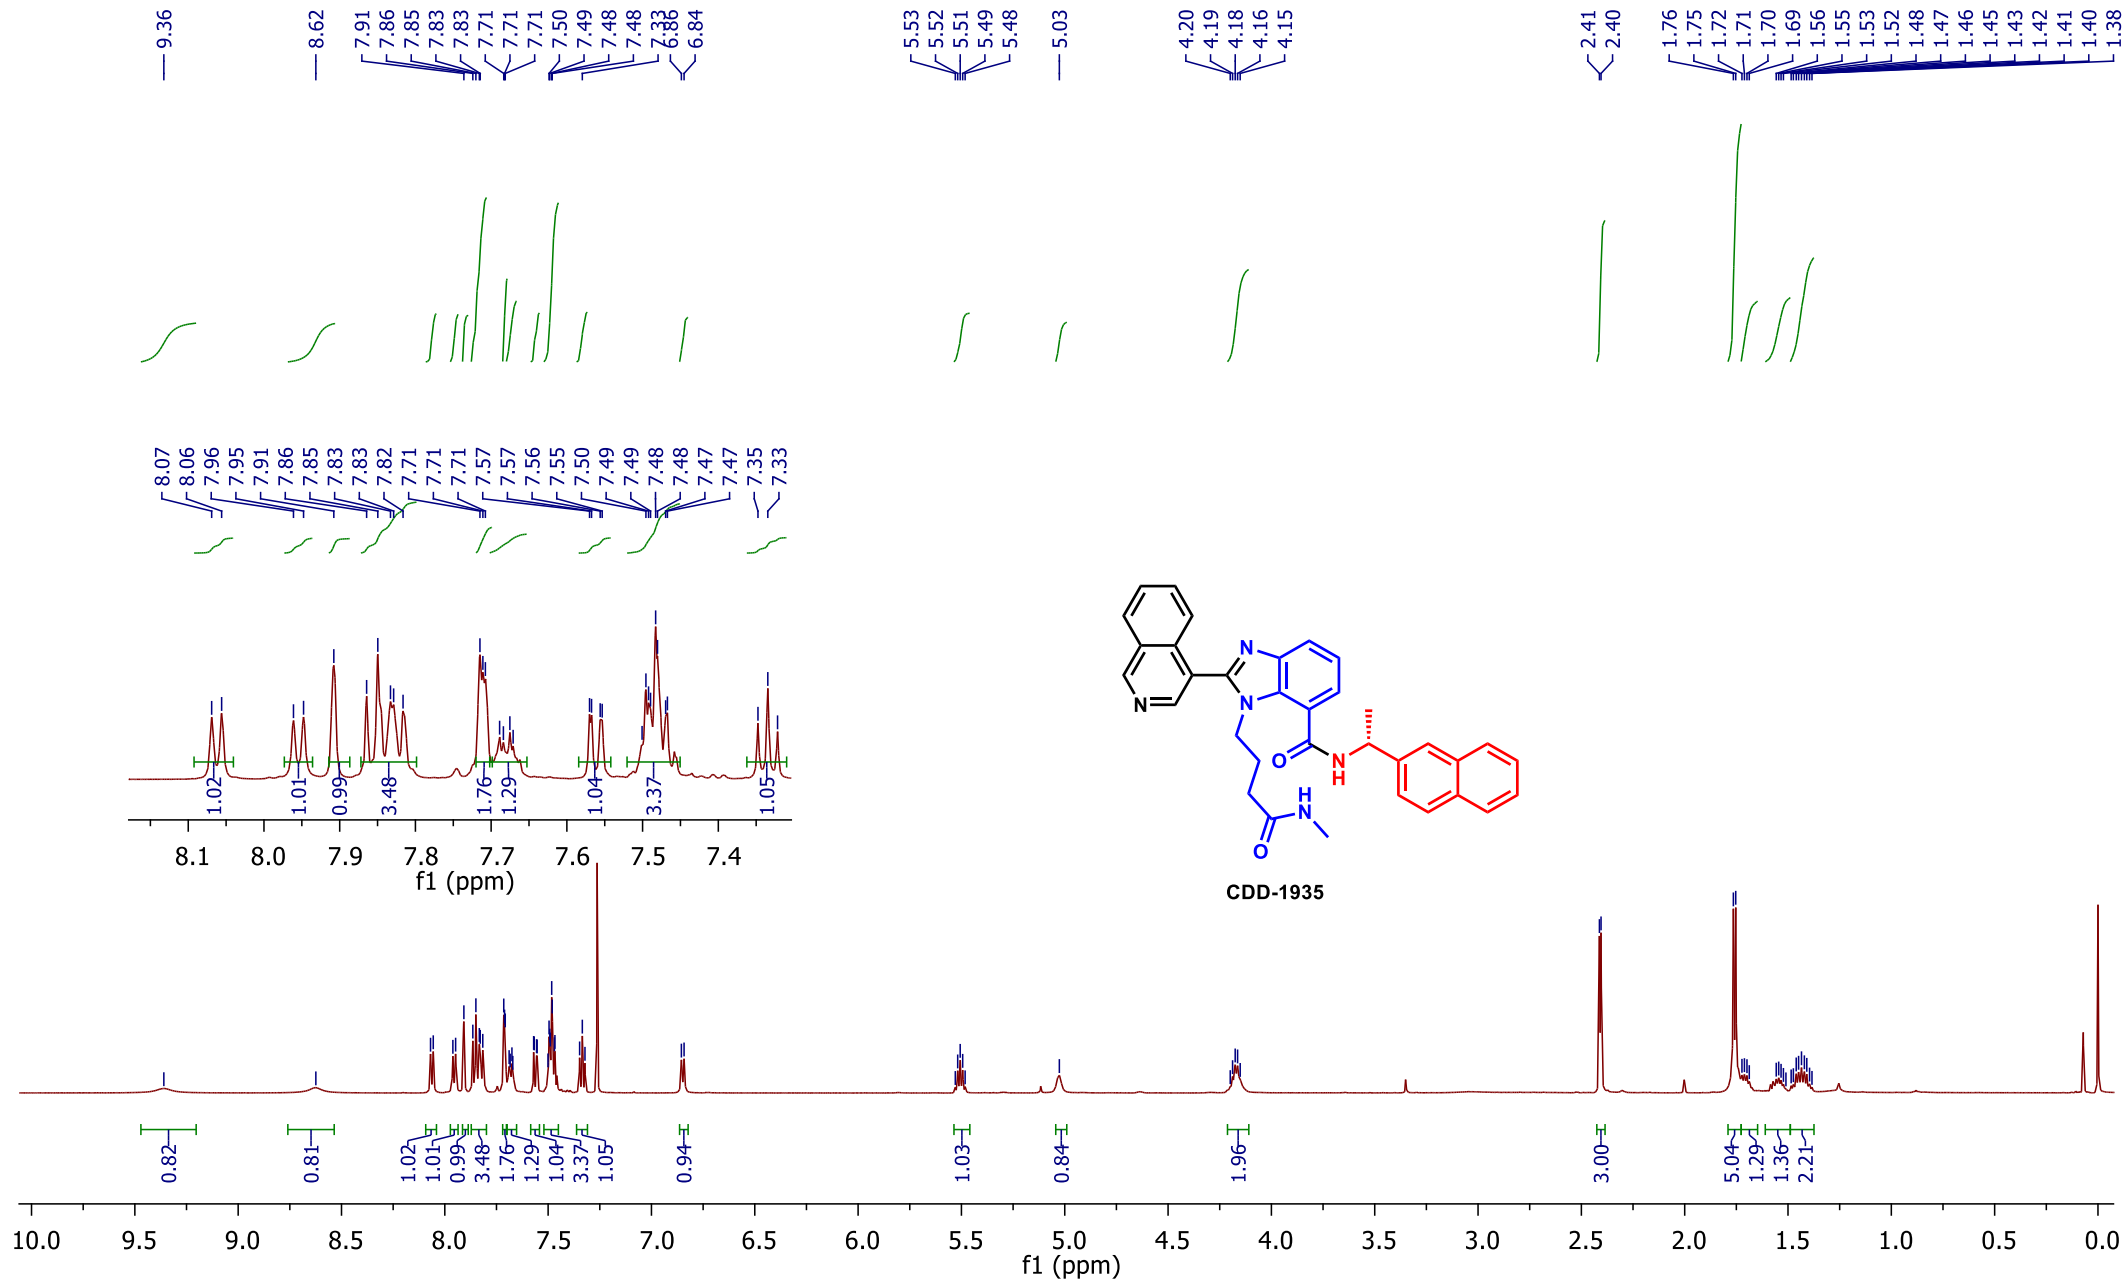 9.36 8.62 7.91 7.86 7.85 7.83 7.83 7.71 7.71 7.71 7.50 7.49 7.48 7.48 7.33 6.86 6.84 5.53 5.52 5.51 5.49 5.48 5.03 4.20 4.19 4.18 4.16 4.15 2.41 2.40 1.76 1.75 1.72 1.71 1.70 1.69 1.56 1.55 1.53 1.52 1.48 1.47 1.46 1.45 1.43 1.42 1.41 1.40 1.38
8.07 8.06 7.96 7.95 7.91 7.86 7.85 7.83 7.83 7.82 7.71 7.71 7.71 7.57 7.57 7.56 7.55 7.50 7.49 7.49 7.48 7.48 7.47 7.47 7.35 7.33
1.02 1.01 0.99 3.48 1.76 1.29 1.04 3.37 1.05
8.1 8.0 7.9 7.8 7.7 7.6 7.5 7.4
f1 (ppm)
N
N
N
O
N
H
H
N
O
CDD-1935
0.82 0.81 1.02 1.01 0.99 3.48 1.76 1.29 1.04 3.37 1.05 0.94 1.03 0.84 1.96 3.00 5.04 1.29 1.36 2.21
10.0 9.5 9.0 8.5 8.0 7.5 7.0 6.5 6.0 5.5 5.0 4.5 4.0 3.5 3.0 2.5 2.0 1.5 1.0 0.5 0.0
f1 (ppm)